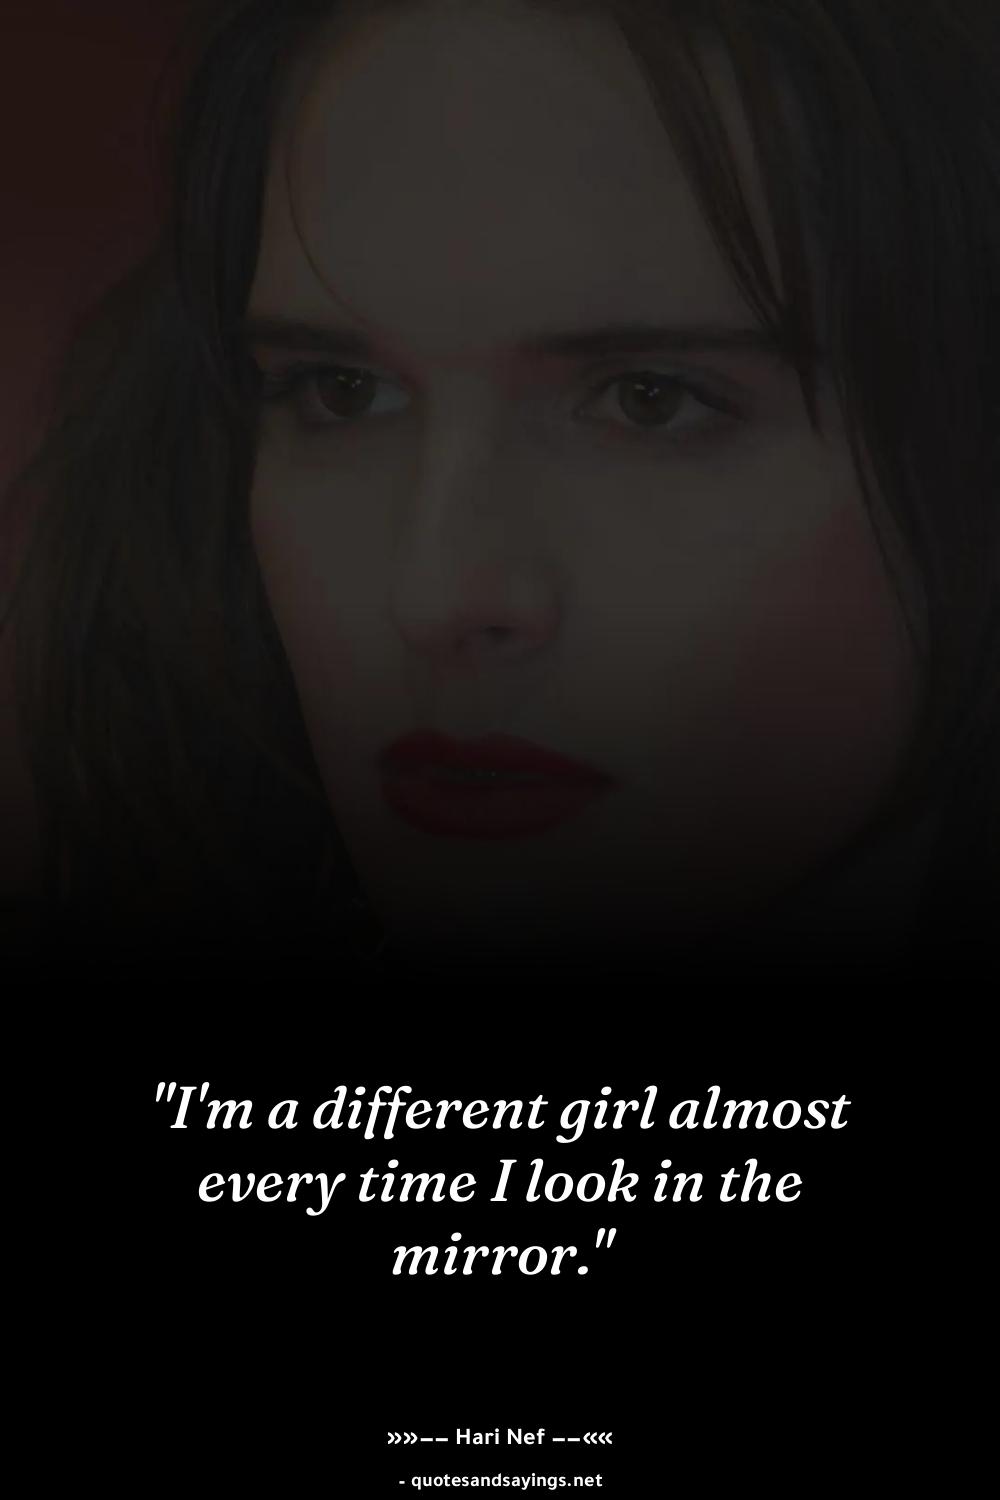 "I'm a different girl almost
every time I look in the
mirror."
»»–– Hari Nef ––««
- quotesandsayings.net